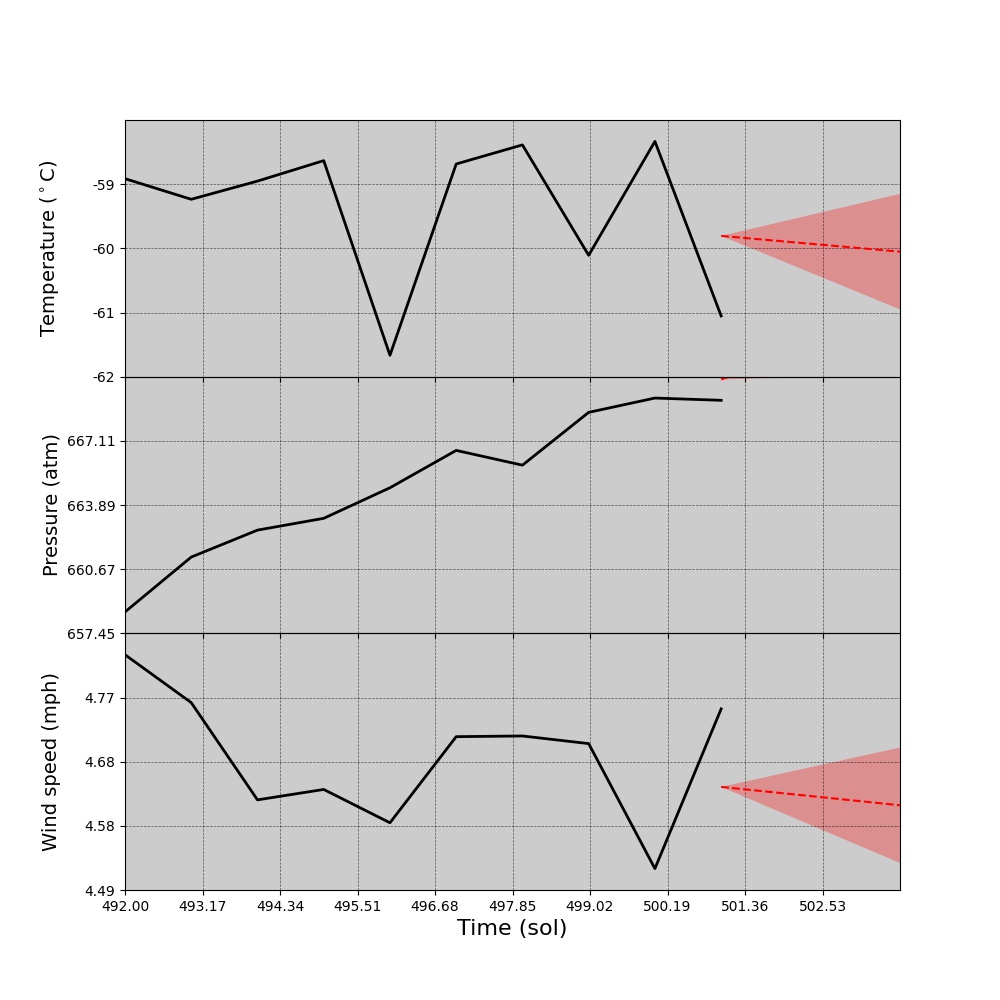 Temperature (°C)
-59
-60
-61
-62
Pressure (atm)
667.11
663.89
660.67
657.45
Wind speed (mph)
4.77
4.68
4.58
4.49
492.00 493.17 494.34 495.51 496.68 497.85 499.02 500.19 501.36 502.53
Time (sol)